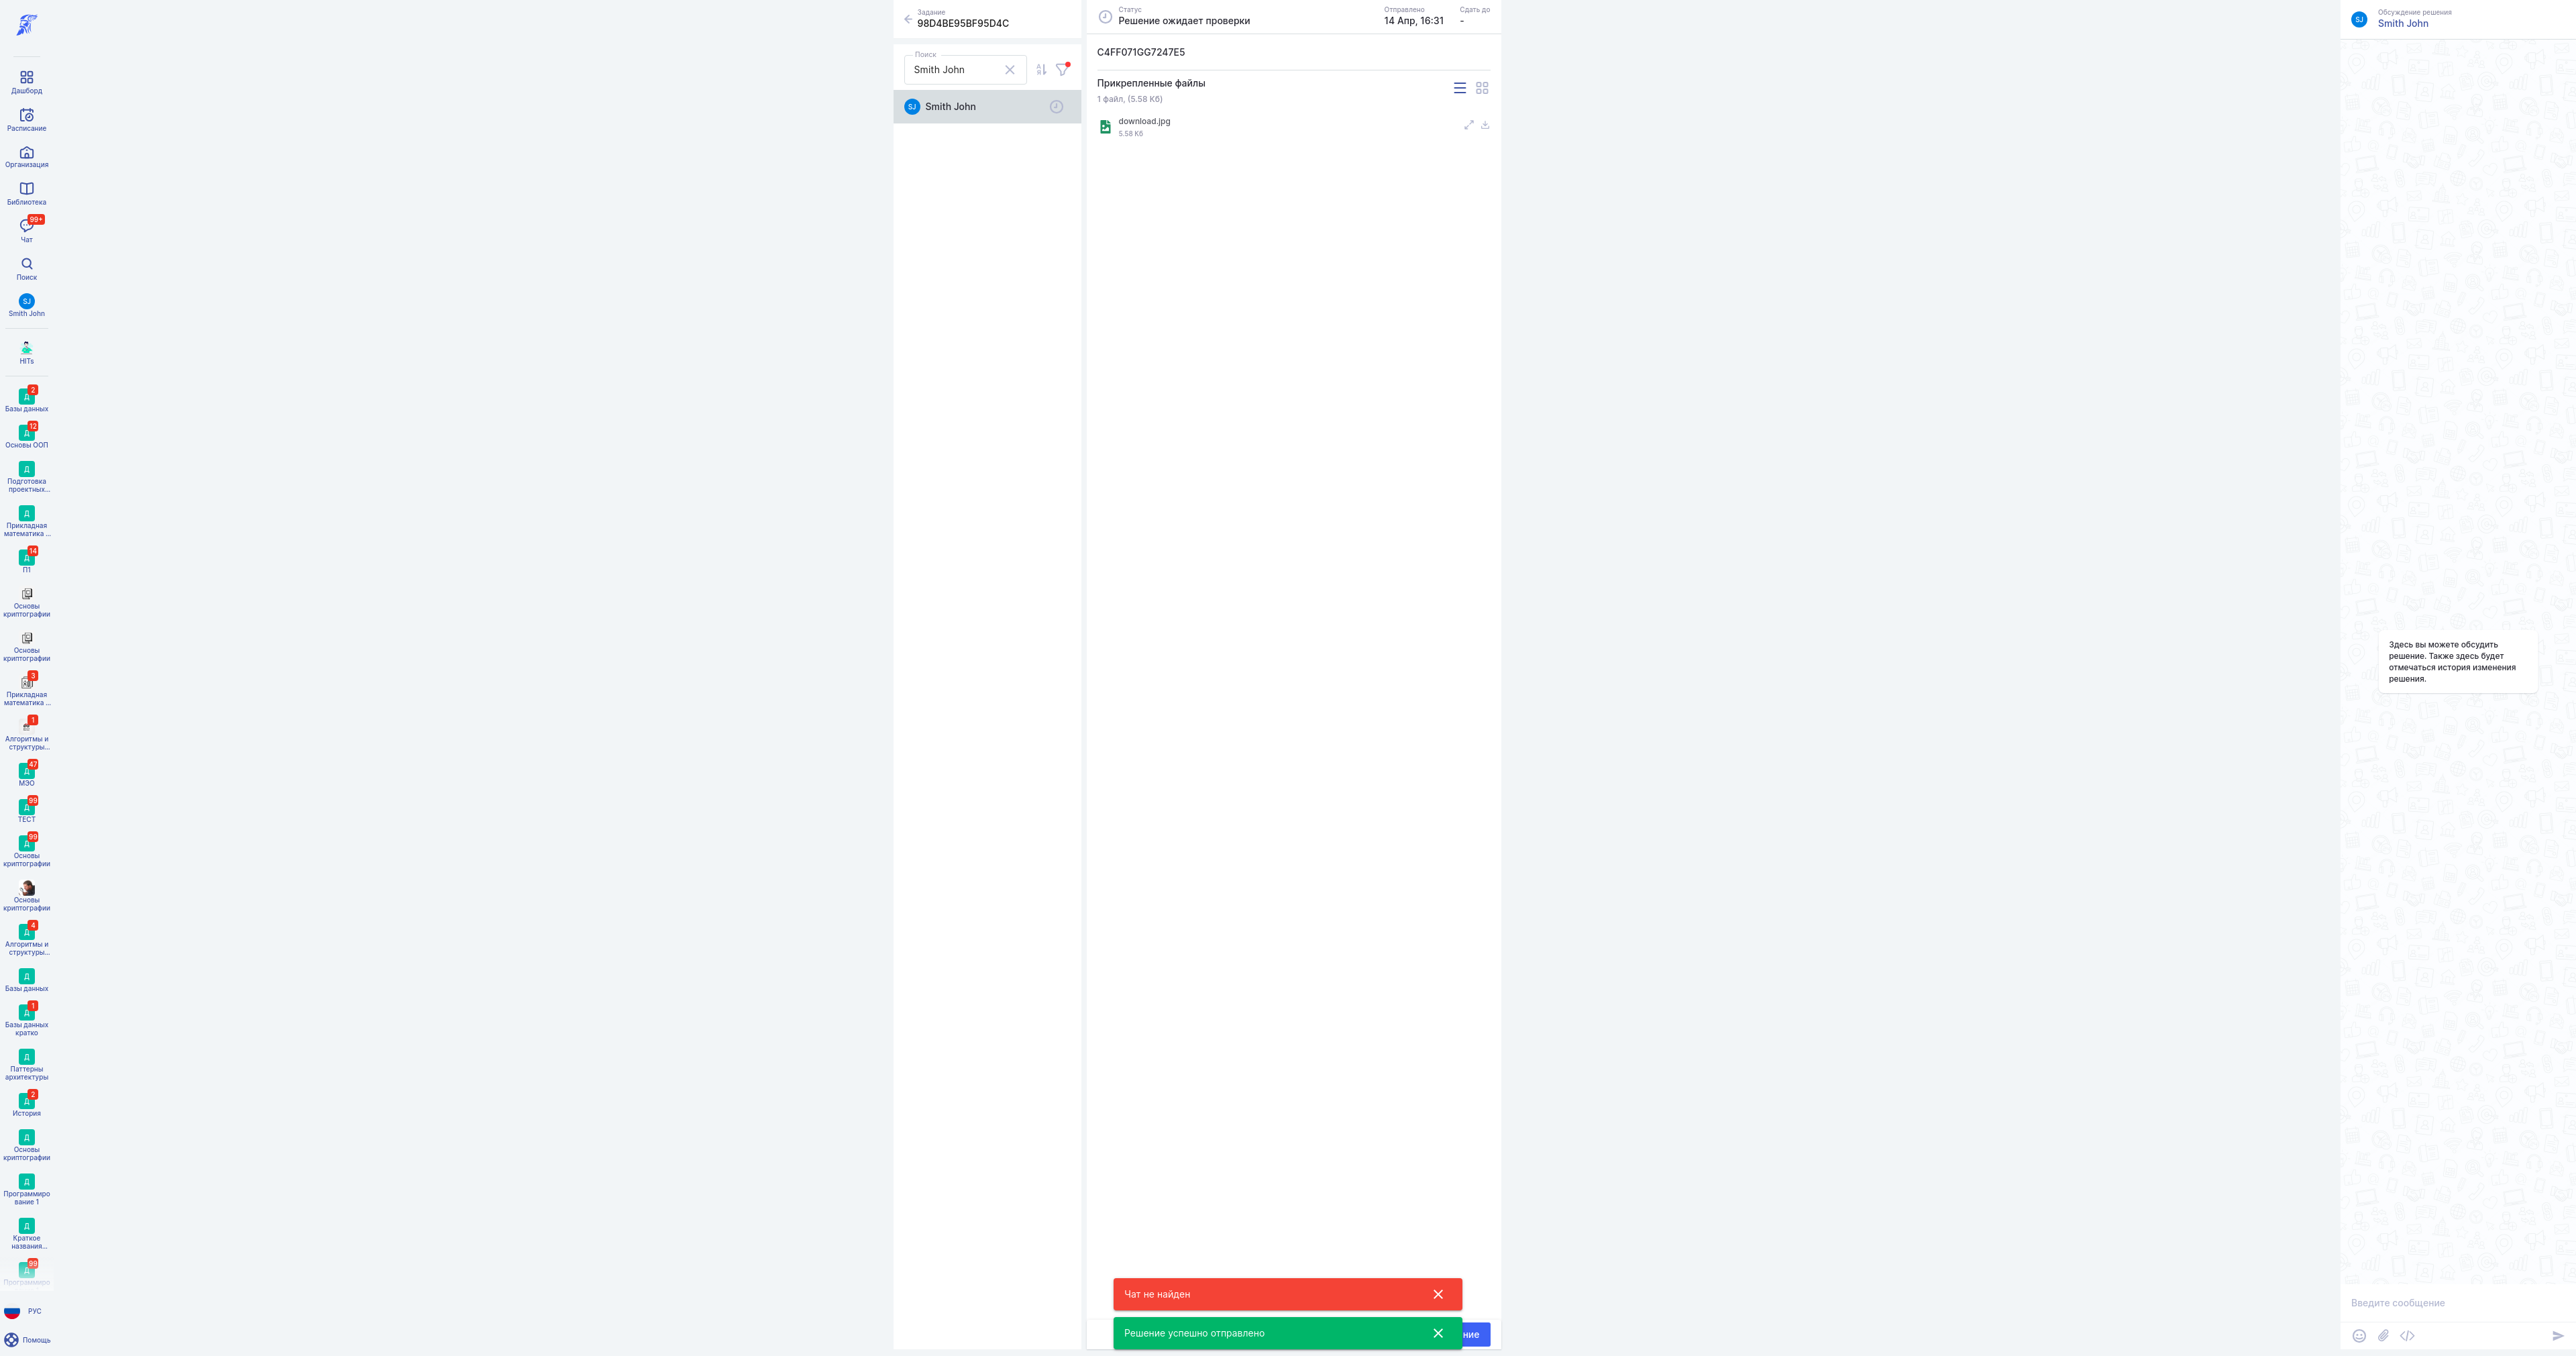 Дашборд
Расписание
Организация
Библиотека
99+
Чат
Поиск
SJ
Smith John
HITs
2
Д
Базы данных
12
Д
Основы ООП
Д
Подготовка
проектных...
Д
Прикладная
математика ...
14
Д
П1
Основы
криптографии
Основы
криптографии
3
Прикладная
математика ...
1
Алгоритмы и
структуры...
47
Д
МЭО
99
Д
ТЕСТ
99
Д
Основы
криптографии
Основы
криптографии
4
Д
Алгоритмы и
структуры...
Д
Базы данных
1
Д
Базы данных
кратко
Д
Паттерны
архитектуры
2
Д
История
Д
Основы
криптографии
Д
Программиро
вание 1
Д
Краткое
названия...
99
Д
Программиро
РУС
Помощь
Задание
98D4BE95BF95D4C
Поиск
Smith John
SJ Smith John
Статус
Решение ожидает проверки
Отправлено
14 Апр, 16:31
Сдать до
-
C4FF071GG7247E5
Прикрепленные файлы
1 файл, (5.58 Кб)
download.jpg
5.58 Кб
Чат не найден
Решение успешно отправлено
ние
SJ
Обсуждение решения
Smith John
Здесь вы можете обсудить
решение. Также здесь будет
отмечаться история изменения
решения.
Введите сообщение